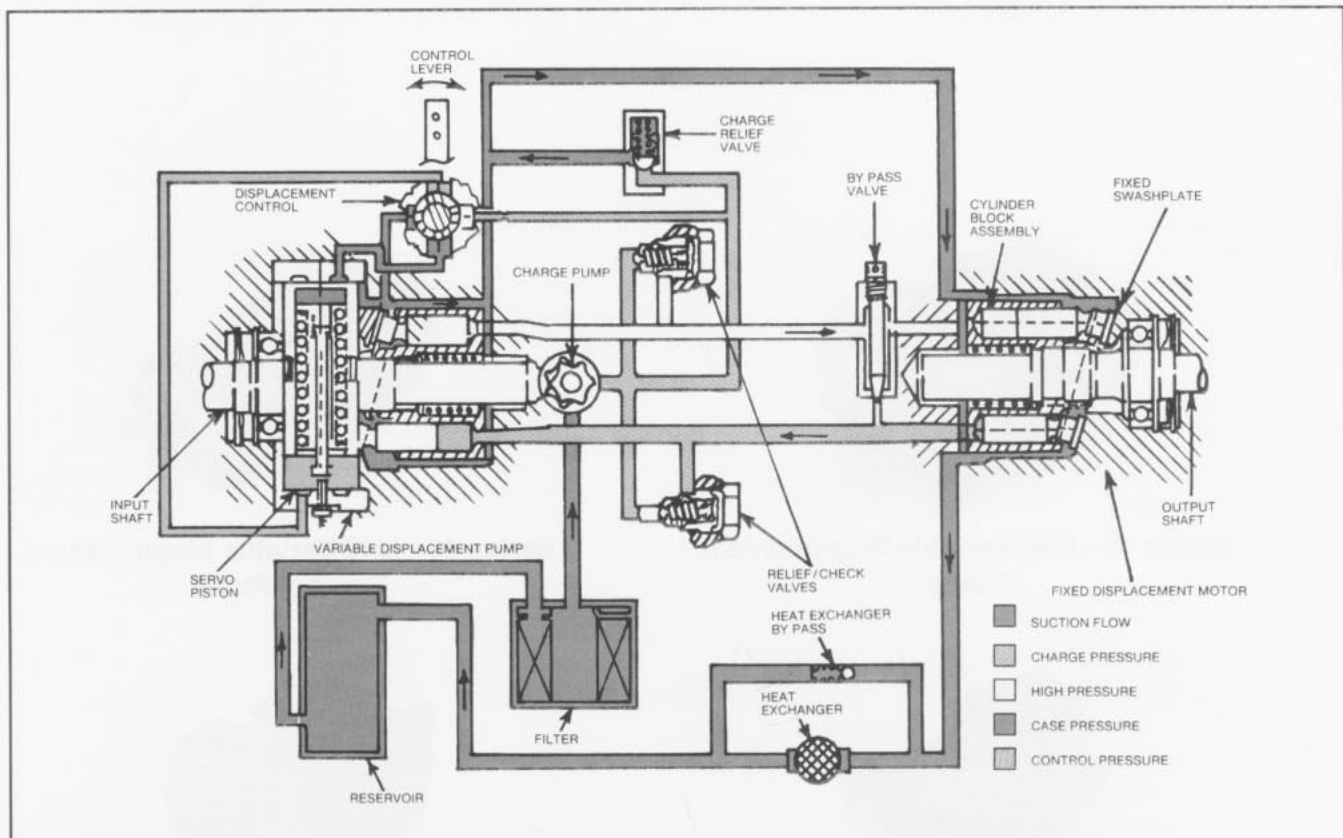 CONTROL
LEVER
CHARGE
RELIEF
VALVE
DISPLACEMENT
CONTROL
BY PASS
VALVE
CYLINDER
BLOCK
ASSEMBLY
FIXED
SWASHPLATE
CHARGE PUMP
INPUT
SHAFT
SERVO
PISTON
VARIABLE DISPLACEMENT PUMP
RELIEF/CHECK
VALVES
OUTPUT
SHAFT
FIXED DISPLACEMENT MOTOR
HEAT EXCHANGER
BY PASS
HEAT
EXCHANGER
FILTER
RESERVOIR
SUCTION FLOW
CHARGE PRESSURE
HIGH PRESSURE
CASE PRESSURE
CONTROL PRESSURE